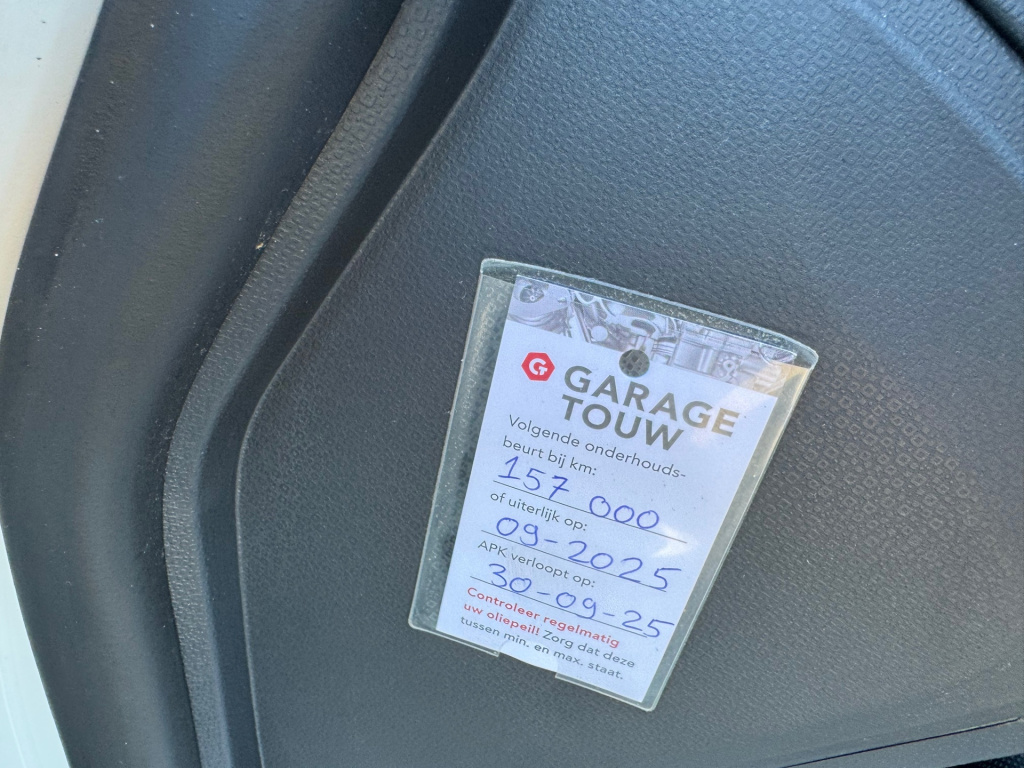 GARAGE
TOUW
Volgende onderhouds-
beurt bij km:
157 000
of uiterlijk op:
09-2025
APK verloopt op:
30-09-25
Controleer regelmatig
uw oliepeil! Zorg dat deze
tussen min. en max. staat.